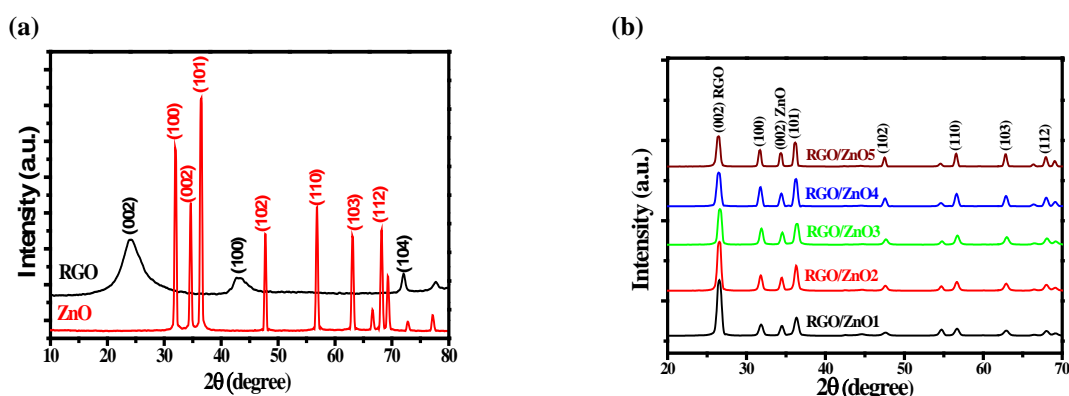 (a)
Intensity (a.u.)
(002)
(100)
(002)
(101)
(100)
(102)
(110)
(103)
(112)
(104)
RGO
ZnO
10 20 30 40 50 60 70 80
2θ (degree)
(b)
Intensity (a.u.)
(002) RGO
(100)
(002) ZnO
(101)
(102)
(110)
(103)
(112)
RGO/ZnO5
RGO/ZnO4
RGO/ZnO3
RGO/ZnO2
RGO/ZnO1
20 30 40 50 60 70
2θ (degree)